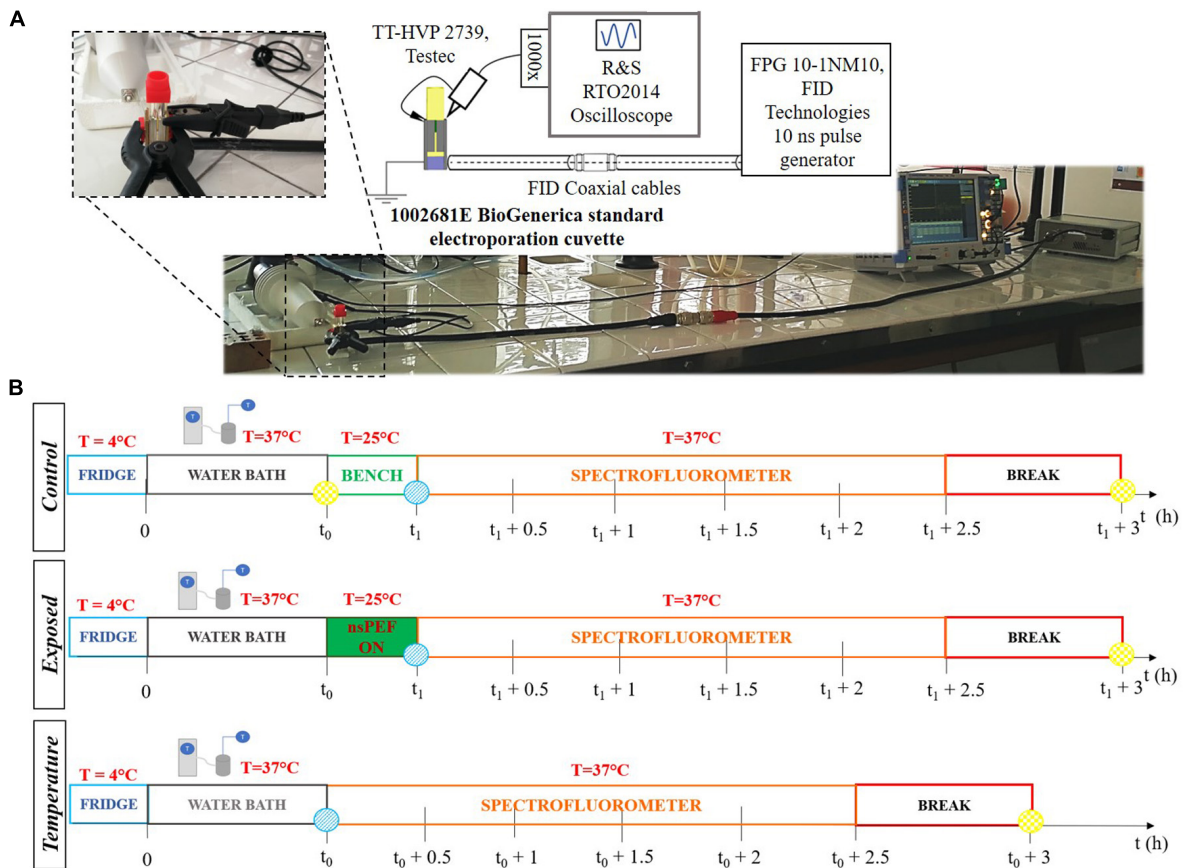 A
TT-HVP 2739,
Testec
1000x
R&S
RTO2014
Oscilloscope
FPG 10-1NM10,
FID
Technologies
10 ns pulse
generator
FID Coaxial cables
1002681E BioGenerica standard
electroporation cuvette
B
Control
T = 4°C
T
T
T=37°C
T=25°C
T=37°C
FRIDGE
WATER BATH
BENCH
SPECTROFLUOROMETER
BREAK
0
t₀
t₁
t₁ + 0.5
t₁ + 1
t₁ + 1.5
t₁ + 2
t₁ + 2.5
t₁ + 3
t (h)
Exposed
T = 4°C
T
T
T=37°C
T=25°C
T=37°C
FRIDGE
WATER BATH
nsPEF
ON
SPECTROFLUOROMETER
BREAK
0
t₀
t₁
t₁ + 0.5
t₁ + 1
t₁ + 1.5
t₁ + 2
t₁ + 2.5
t₁ + 3
t (h)
Temperature
T = 4°C
T
T
T=37°C
T=37°C
FRIDGE
WATER BATH
SPECTROFLUOROMETER
BREAK
0
t₀
t₀ + 0.5
t₀ + 1
t₀ + 1.5
t₀ + 2
t₀ + 2.5
t₀ + 3
t (h)